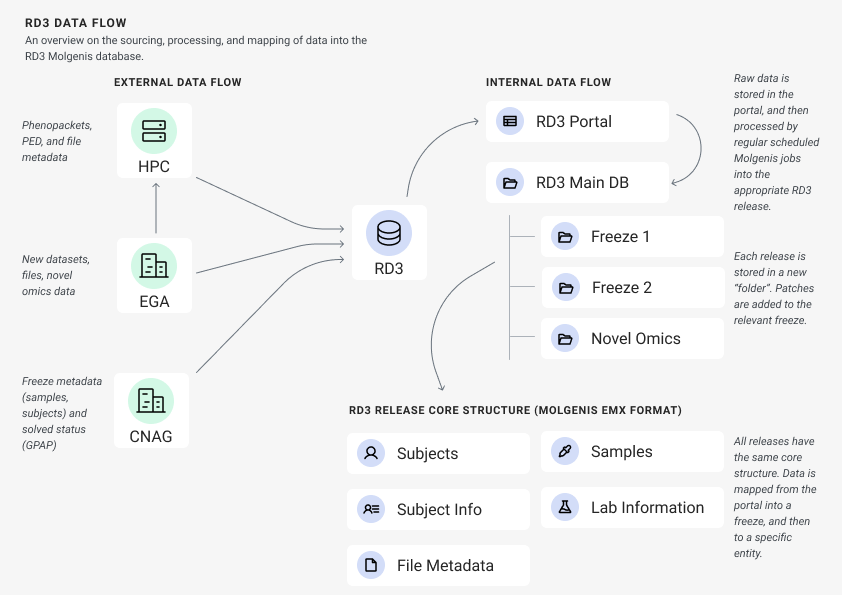 RD3 DATA FLOW
An overview on the sourcing, processing, and mapping of data into the
RD3 Molgenis database.
EXTERNAL DATA FLOW
Phenopackets,
PED, and file
metadata
HPC
New datasets,
files, novel
omics data
EGA
Freeze metadata
(samples,
subjects) and
solved status
(GPAP)
CNAG
RD3
INTERNAL DATA FLOW
RD3 Portal
RD3 Main DB
Freeze 1
Freeze 2
Novel Omics
Raw data is
stored in the
portal, and then
processed by
regular scheduled
Molgenis jobs
into the
appropriate RD3
release.
Each release is
stored in a new
“folder”. Patches
are added to the
relevant freeze.
RD3 RELEASE CORE STRUCTURE (MOLGENIS EMX FORMAT)
Subjects
Samples
Subject Info
Lab Information
File Metadata
All releases have
the same core
structure. Data is
mapped from the
portal into a
freeze, and then
to a specific
entity.